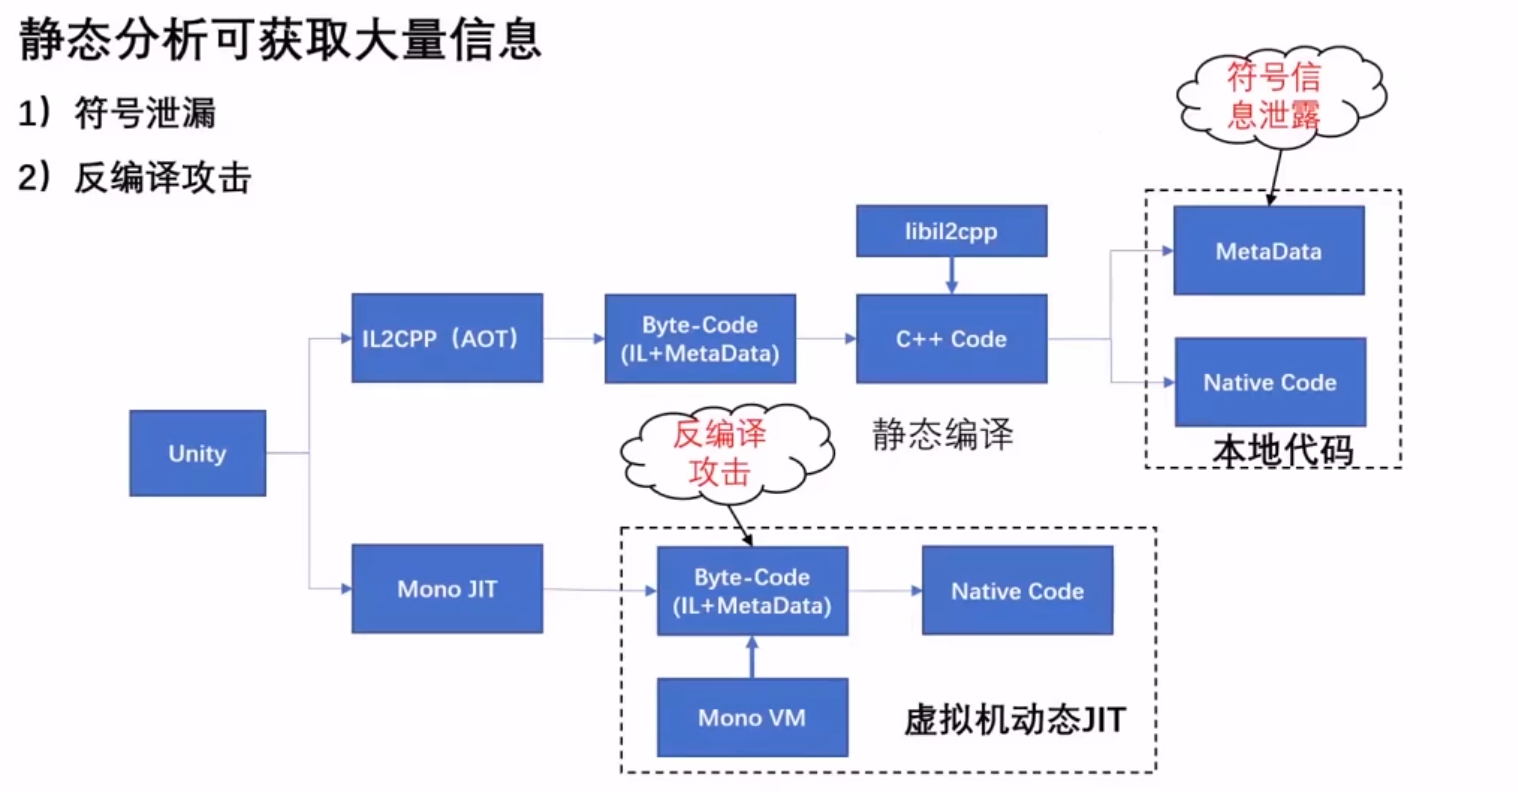 静态分析可获取大量信息
1）符号泄漏
2）反编译攻击
符号信
息泄露
libil2cpp
MetaData
IL2CPP（AOT）
Byte-Code
(IL+MetaData)
C++ Code
Native Code
本地代码
静态编译
反编译
攻击
Unity
Mono JIT
Byte-Code
(IL+MetaData)
Native Code
Mono VM
虚拟机动态JIT